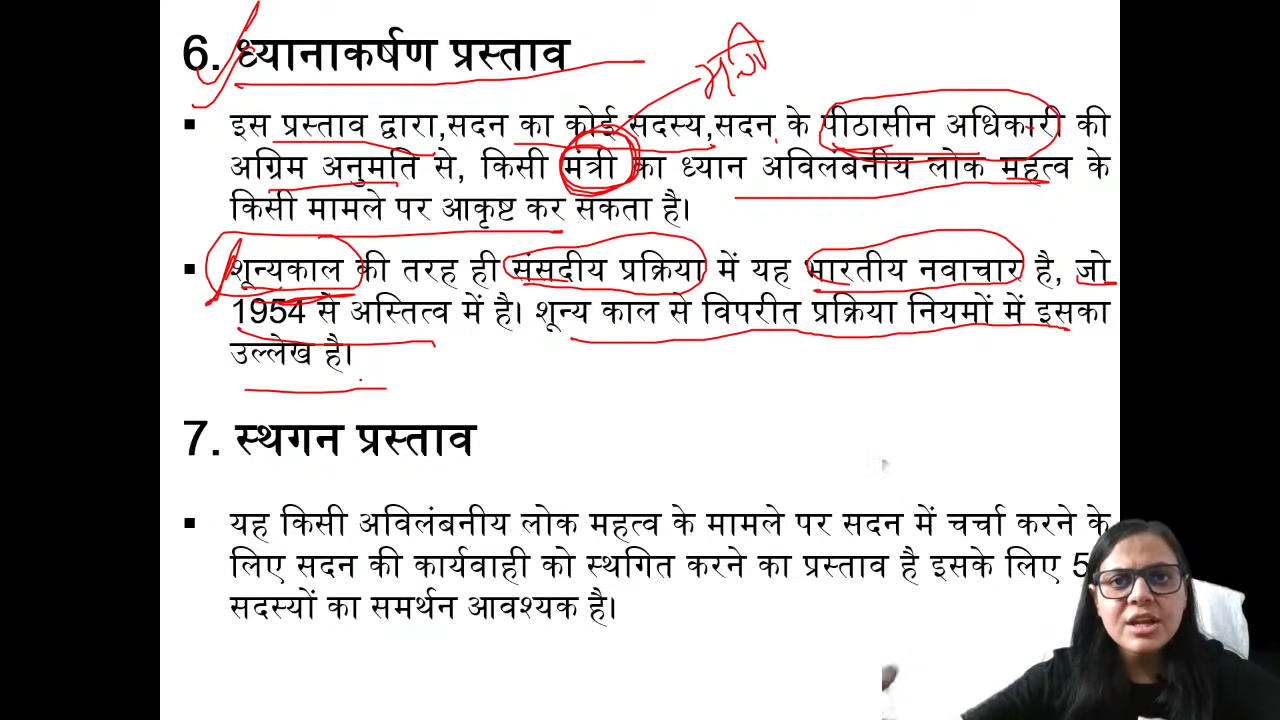 6. ध्यानाकर्षण प्रस्ताव
मंत्री
▪ इस प्रस्ताव द्वारा,सदन का कोई सदस्य,सदन के पीठासीन अधिकारी की
अग्रिम अनुमति से, किसी मंत्री का ध्यान अविलंबनीय लोक महत्व के
किसी मामले पर आकृष्ट कर सकता है।
▪ शून्यकाल की तरह ही संसदीय प्रक्रिया में यह भारतीय नवाचार है, जो
1954 से अस्तित्व में है। शून्य काल से विपरीत प्रक्रिया नियमों में इसका
उल्लेख है।
7. स्थगन प्रस्ताव
▪ यह किसी अविलंबनीय लोक महत्व के मामले पर सदन में चर्चा करने के
लिए सदन की कार्यवाही को स्थगित करने का प्रस्ताव है इसके लिए
सदस्यों का समर्थन आवश्यक है।